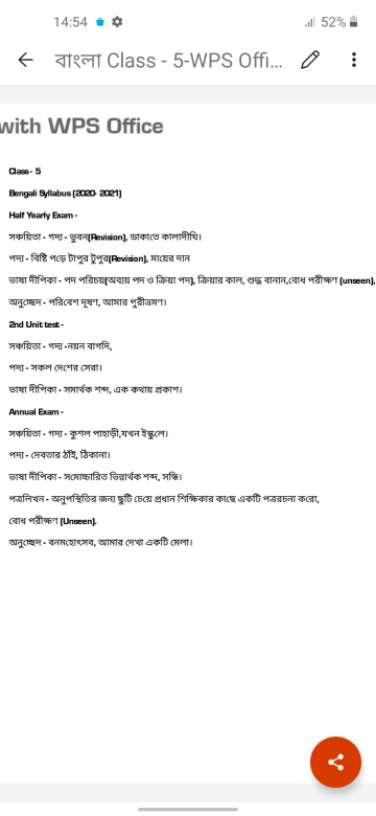 14:54
52%
বাংলা Class - 5-WPS Offi...
with WPS Office
Class - 5
Bengali Syllabus (2020- 2021)
Half Yearly Exam -
সঞ্চয়িতা - গদ্য - ভুবন(Revision), ডাকাতে কালাদীঘি।
পদ্য - বিষ্টি পড়ে টাপুর টুপুর(Revision), মায়ের দান
ভাষা দীপিকা - পদ পরিচয়(অব্যয় পদ ও ক্রিয়া পদ), ক্রিয়ার কাল, শুদ্ধ বানান,বোধ পরীক্ষণ (unseen),
অনুচ্ছেদ - পরিবেশ দূষণ, আমার পুরীভ্রমণ।
2nd Unit test -
সঞ্চয়িতা - গদ্য -নয়ন বাগদি,
পদ্য - সকল দেশের সেরা।
ভাষা দীপিকা - সমার্থক শব্দ, এক কথায় প্রকাশ।
Annual Exam -
সঞ্চয়িতা - গদ্য - কুশল পাহাড়ী,যখন ইস্কুলে।
পদ্য - দেবতার ঠাঁই, ঠিকানা।
ভাষা দীপিকা - সমোচ্চারিত ভিন্নার্থক শব্দ, সন্ধি।
পত্রলিখন - অনুপস্থিতির জন্য ছুটি চেয়ে প্রধান শিক্ষিকার কাছে একটি পত্ররচনা করো,
বোধ পরীক্ষণ (Unseen).
অনুচ্ছেদ - বনমহোৎসব, আমার দেখা একটি মেলা।